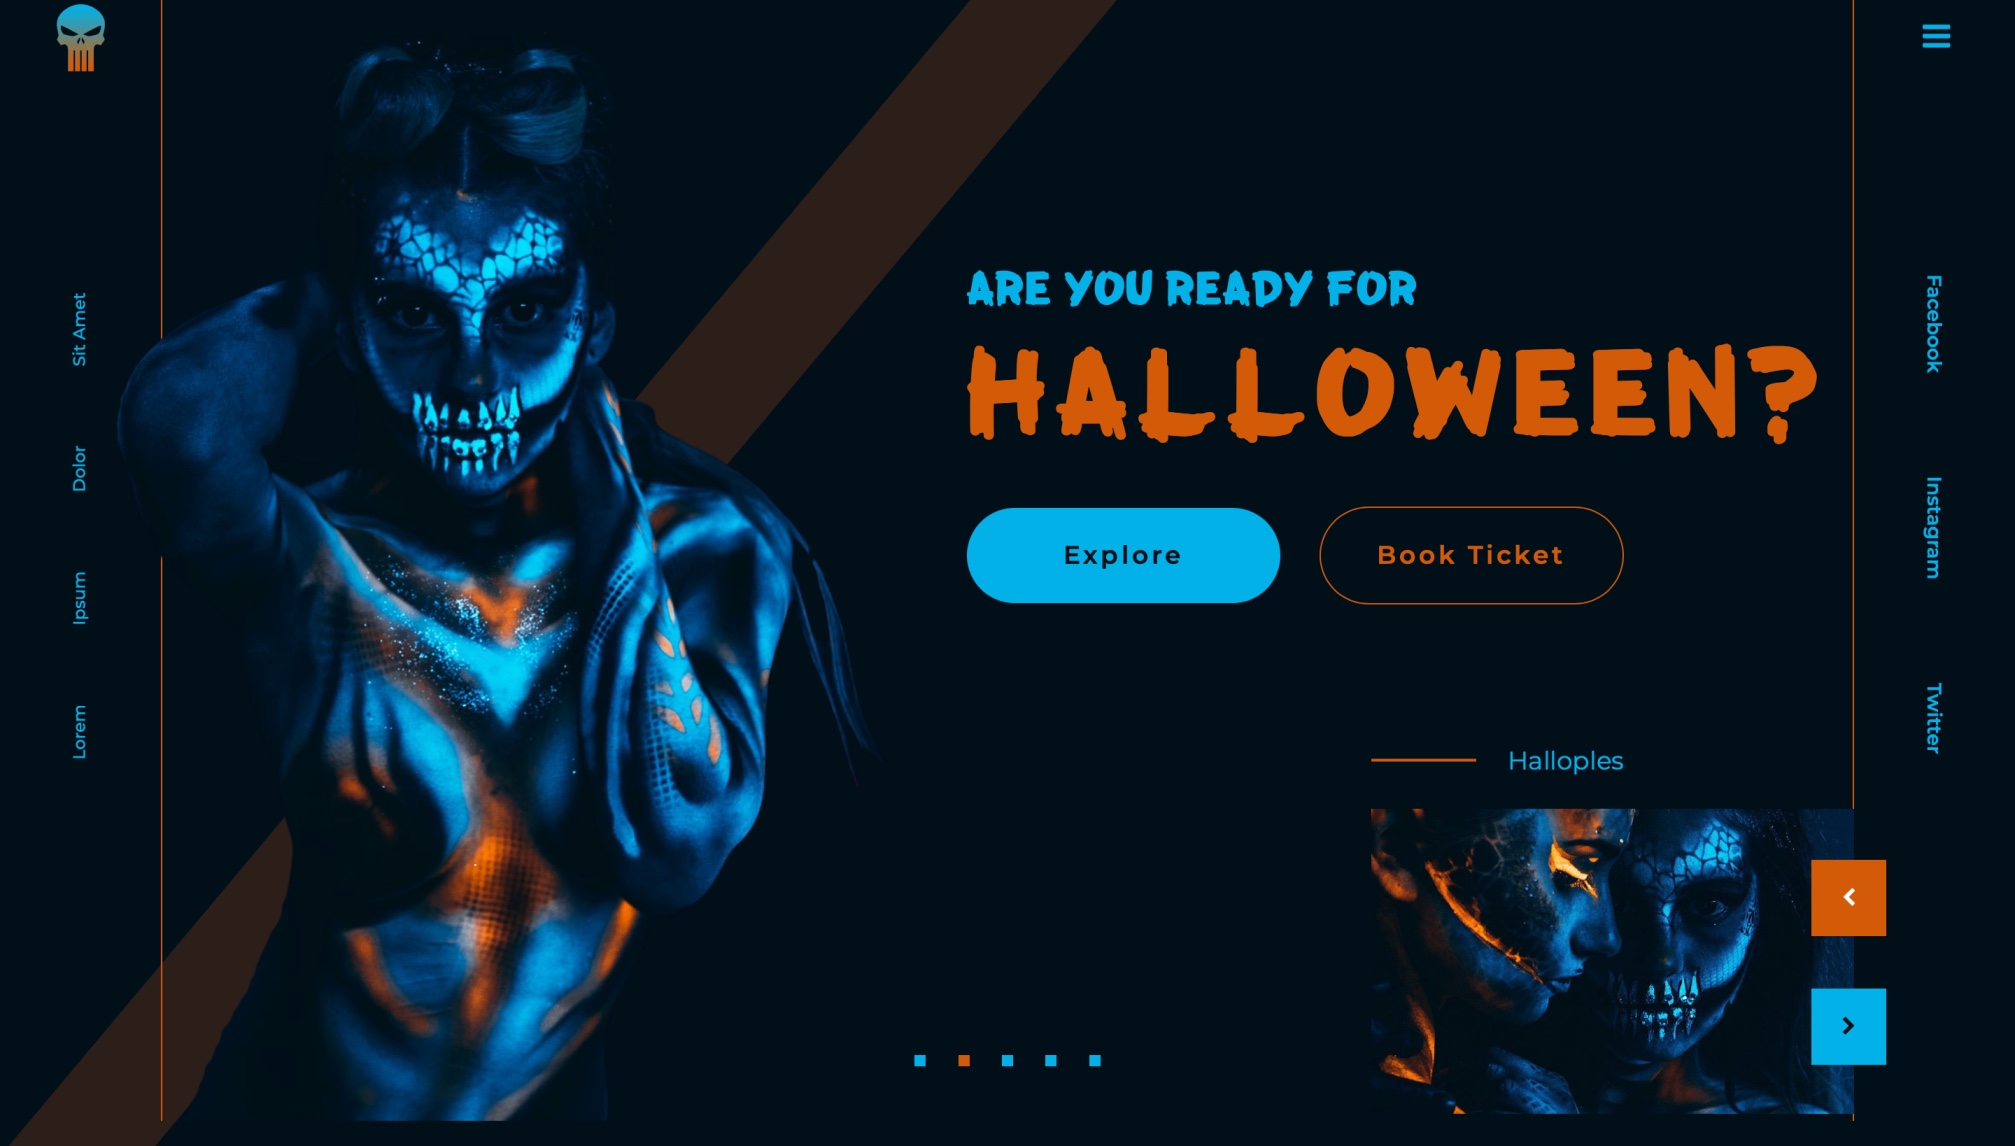 Sit Amet
Dolor
Ipsum
Lorem
ARE YOU READY FOR
HALLOWEEN?
Explore
Book Ticket
Halloples
Facebook
Instagram
Twitter